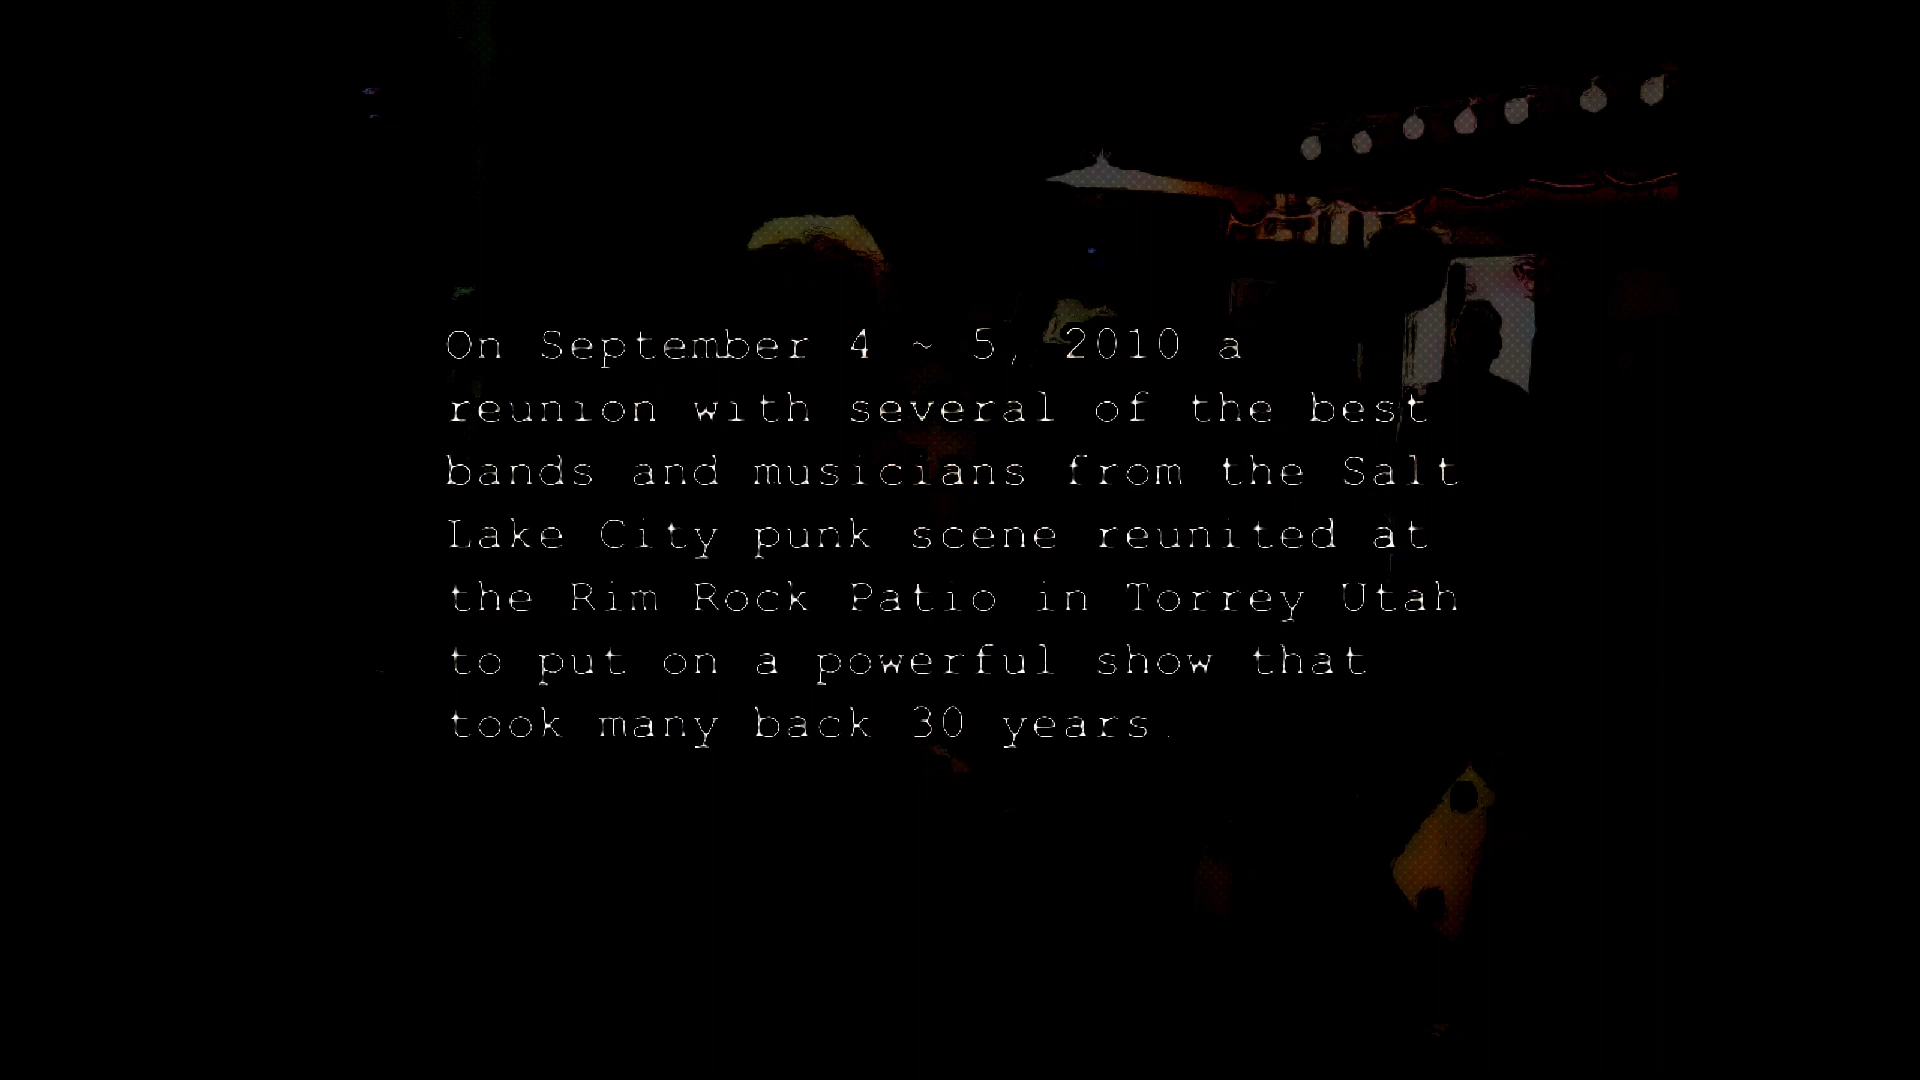 On September 4 ~ 5, 2010 a
reunion with several of the best
bands and musicians from the Salt
Lake City punk scene reunited at
the Rim Rock Patio in Torrey Utah
to put on a powerful show that
took many back 30 years.